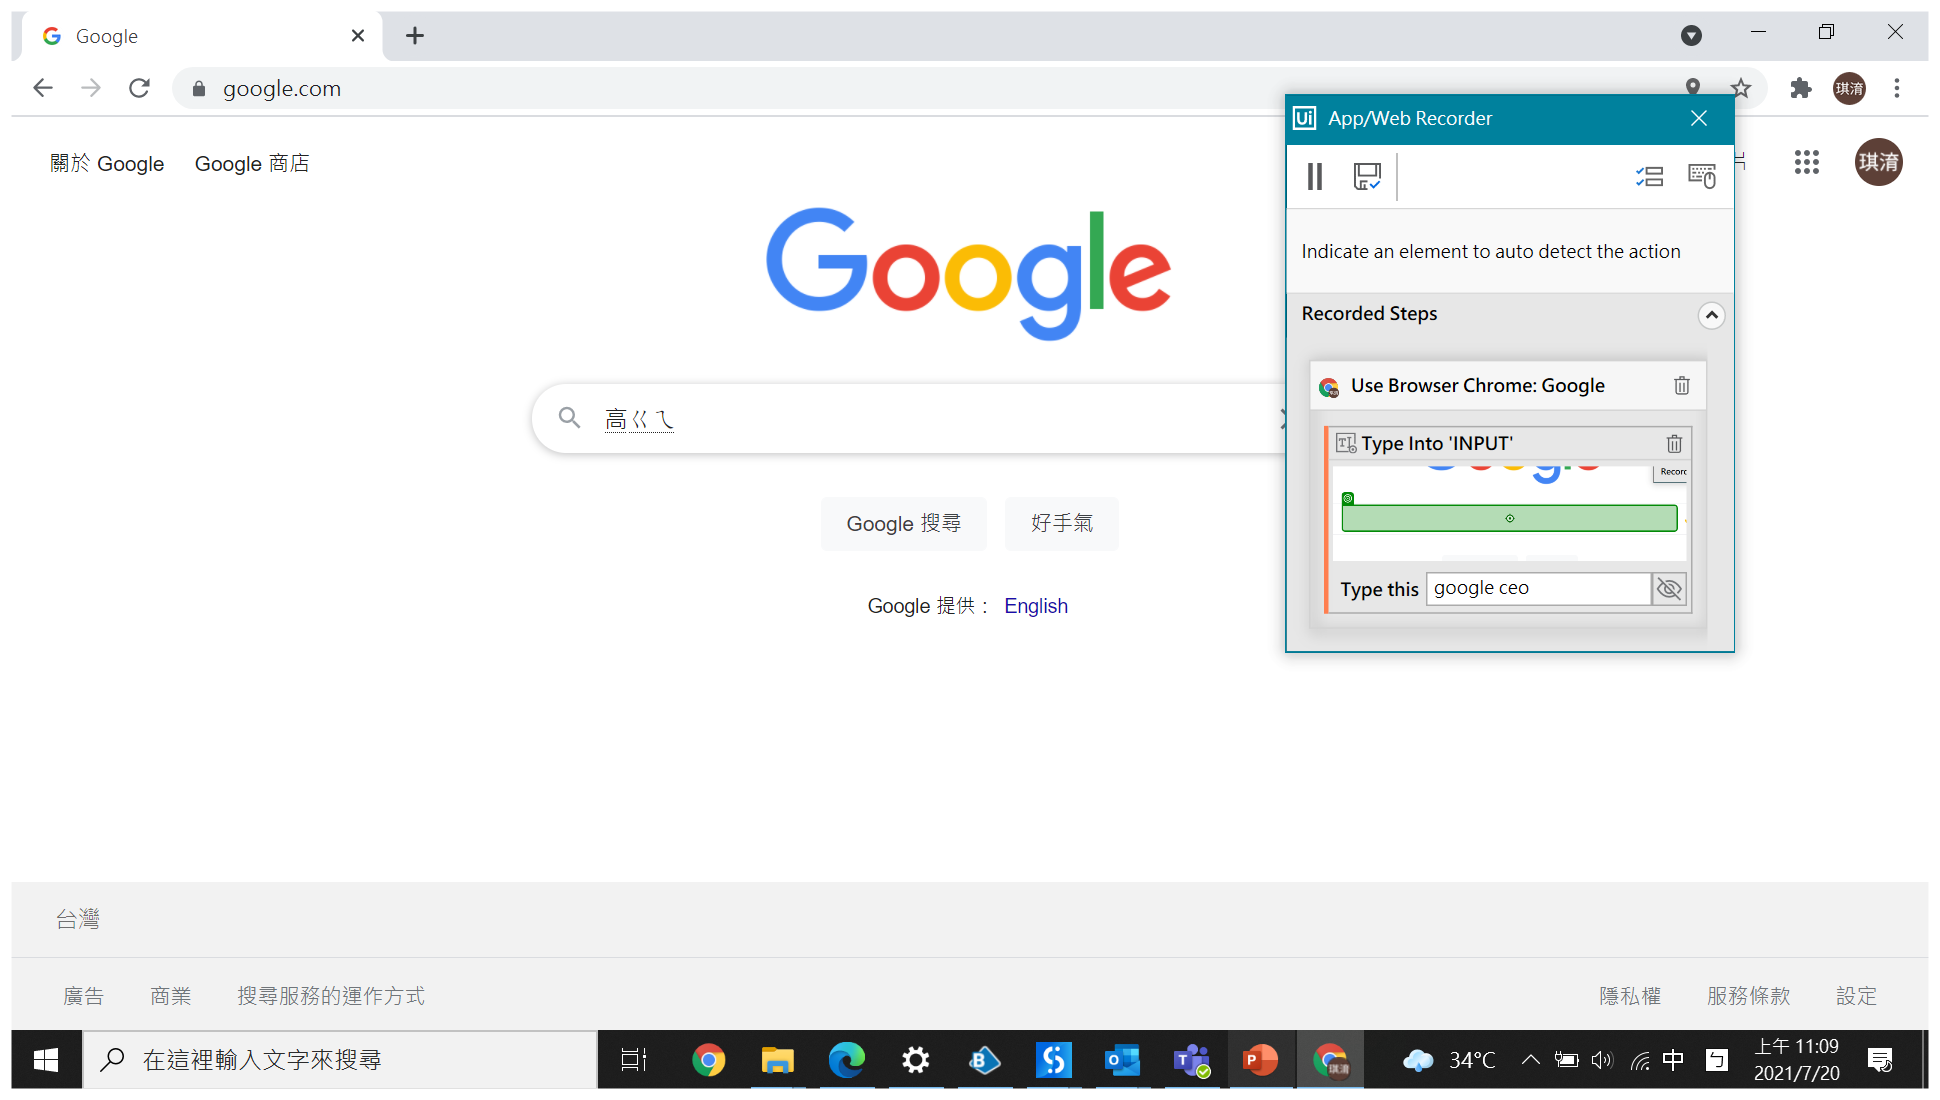 Google
google.com
琪淯
App/Web Recorder
關於 Google
Google 商店
琪淯
Indicate an element to auto detect the action
Google
Recorded Steps
Use Browser Chrome: Google
高ㄍㄟ
Type Into 'INPUT'
Google 搜尋
好手氣
Type this
google ceo
Google 提供：
English
台灣
廣告
商業
搜尋服務的運作方式
隱私權
服務條款
設定
在這裡輸入文字來搜尋
34°C
中
ㄅ
上午 11:09
2021/7/20